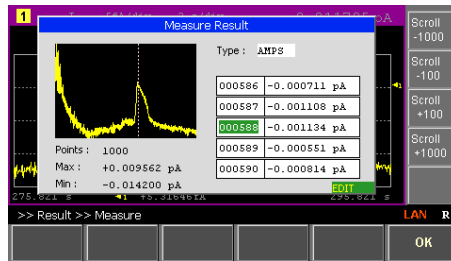 1
Measure Result
Type : AMPS
000586 -0.000711 pA
000587 -0.001108 pA
000588 -0.001134 pA
000589 -0.000551 pA
000590 -0.000814 pA
Points : 1000
Max : +0.009562 pA
Min : -0.014200 pA
EDIT
275.821 s
295.821 s
>> Result >> Measure
LAN R
Scroll
-1000
Scroll
-100
Scroll
+100
Scroll
+1000
OK